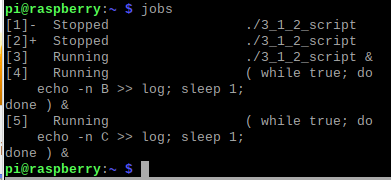 pi@raspberry:~ $ jobs
[1]-  Stopped                 ./3_1_2_script
[2]+  Stopped                 ./3_1_2_script
[3]   Running                 ./3_1_2_script &
[4]   Running                 ( while true; do
    echo -n B >> log; sleep 1;
done ) &
[5]   Running                 ( while true; do
    echo -n C >> log; sleep 1;
done ) &
pi@raspberry:~ $